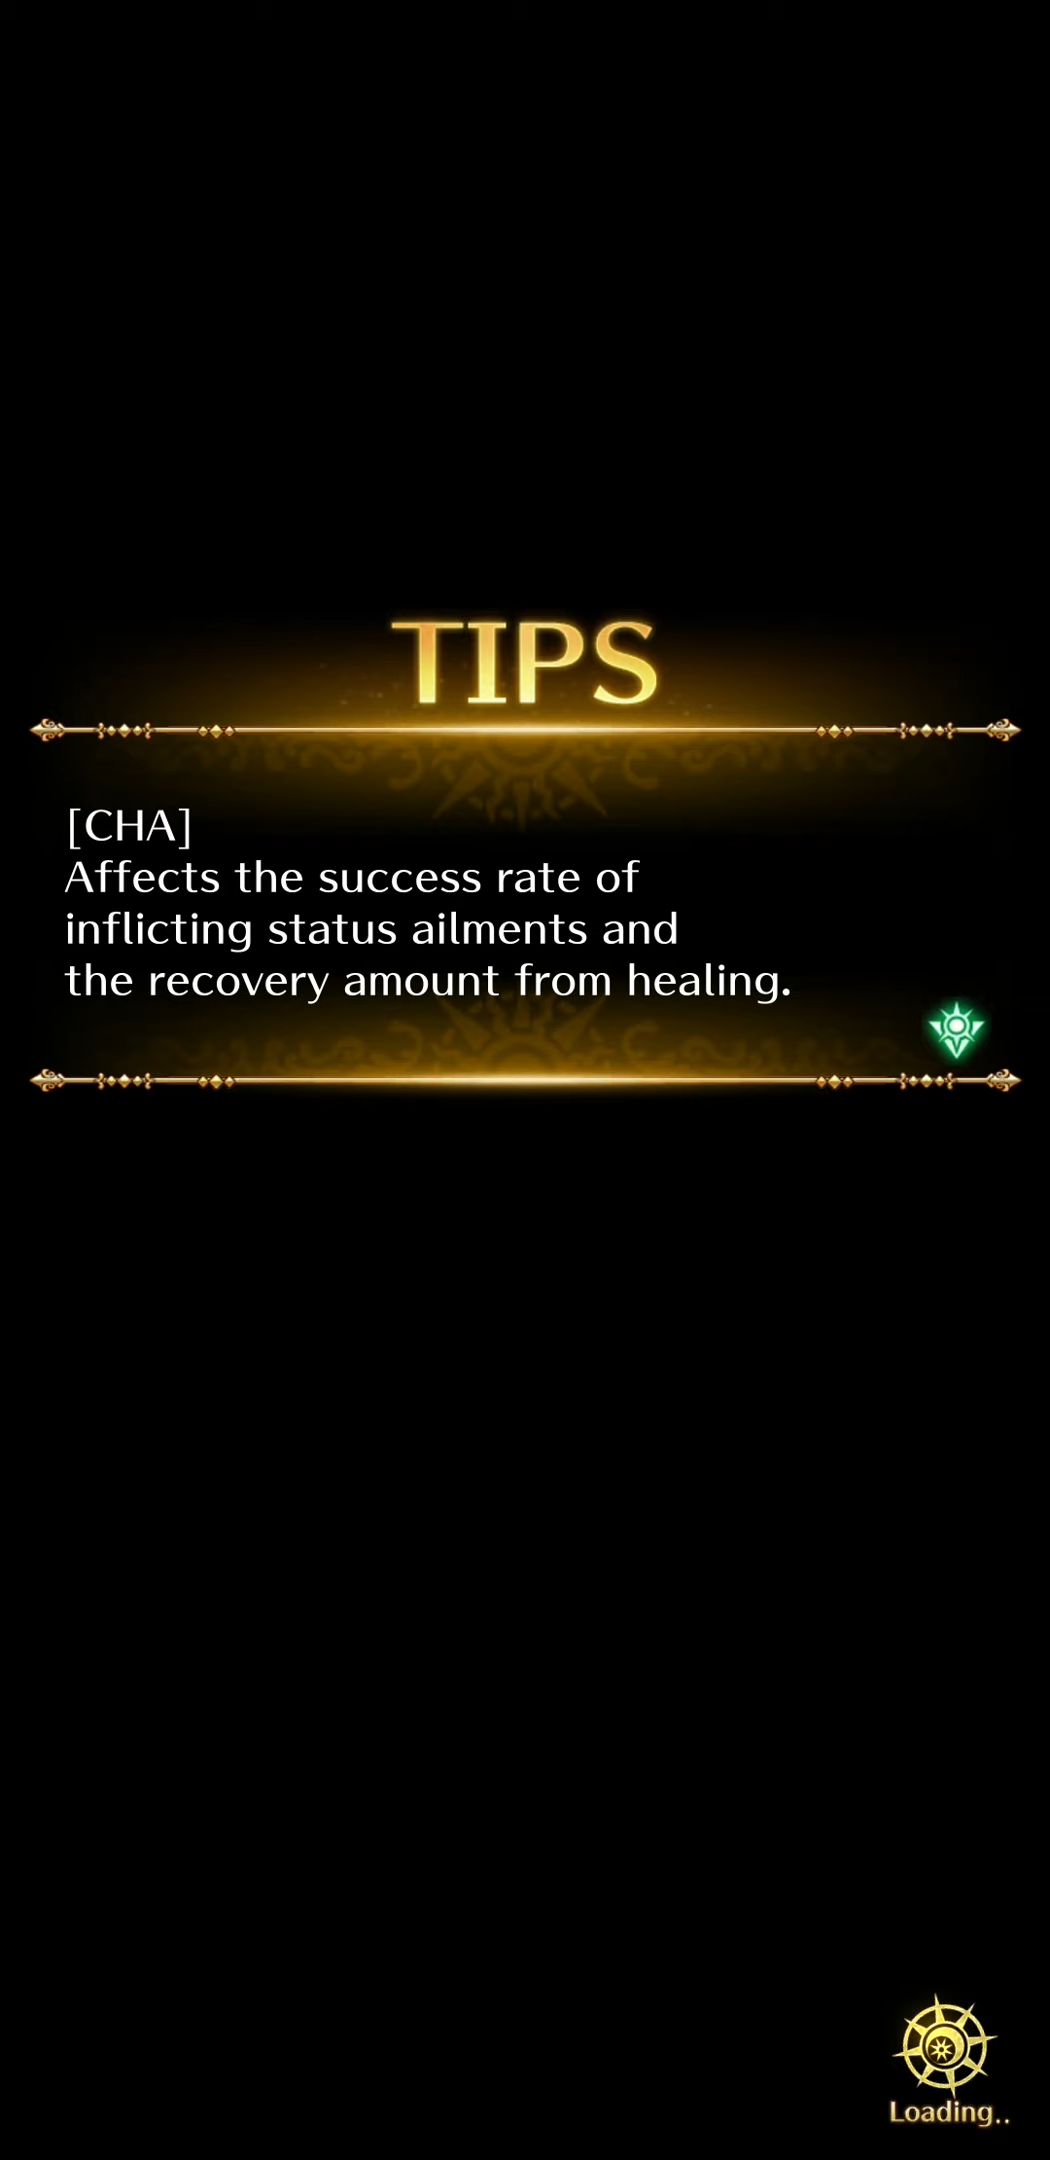 TIPS
[CHA]
Affects the success rate of
inflicting status ailments and
the recovery amount from healing.
Loading..